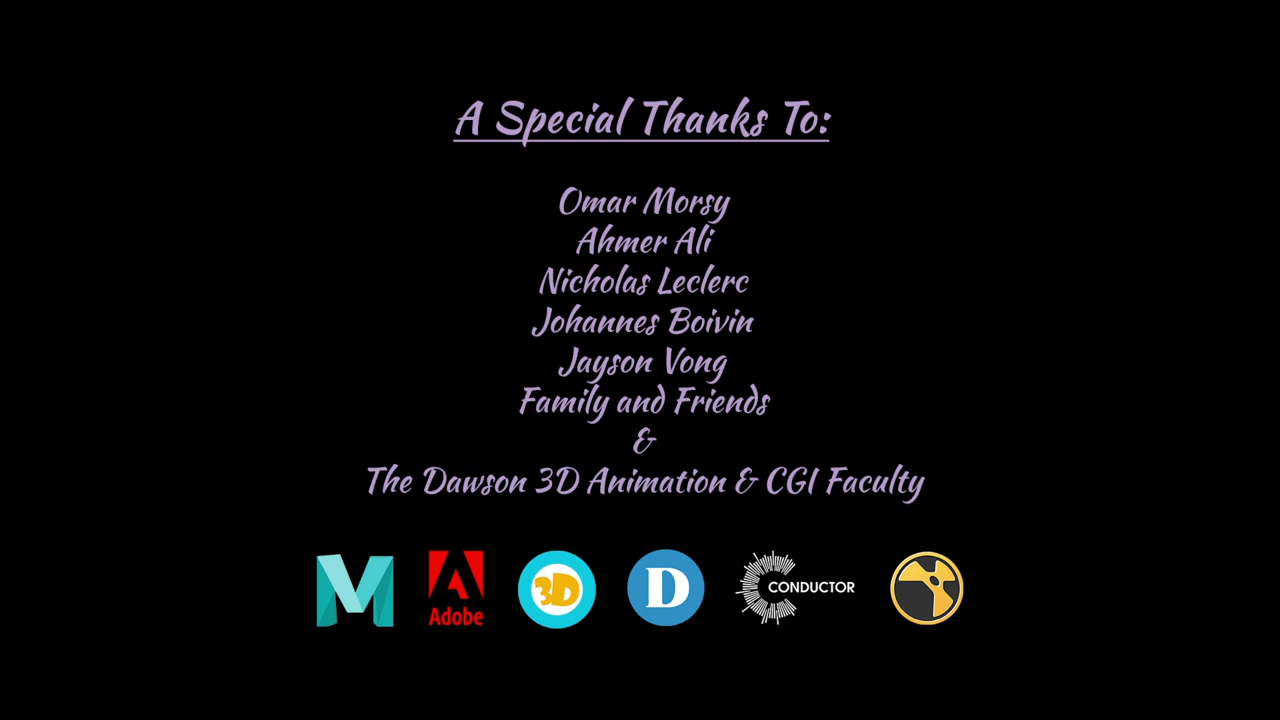 A Special Thanks To:
Omar Morsy
Ahmer Ali
Nicholas Leclerc
Johannes Boivin
Jayson Vong
Family and Friends
&
The Dawson 3D Animation & CGI Faculty
M
Adobe
3D
D
CONDUCTOR